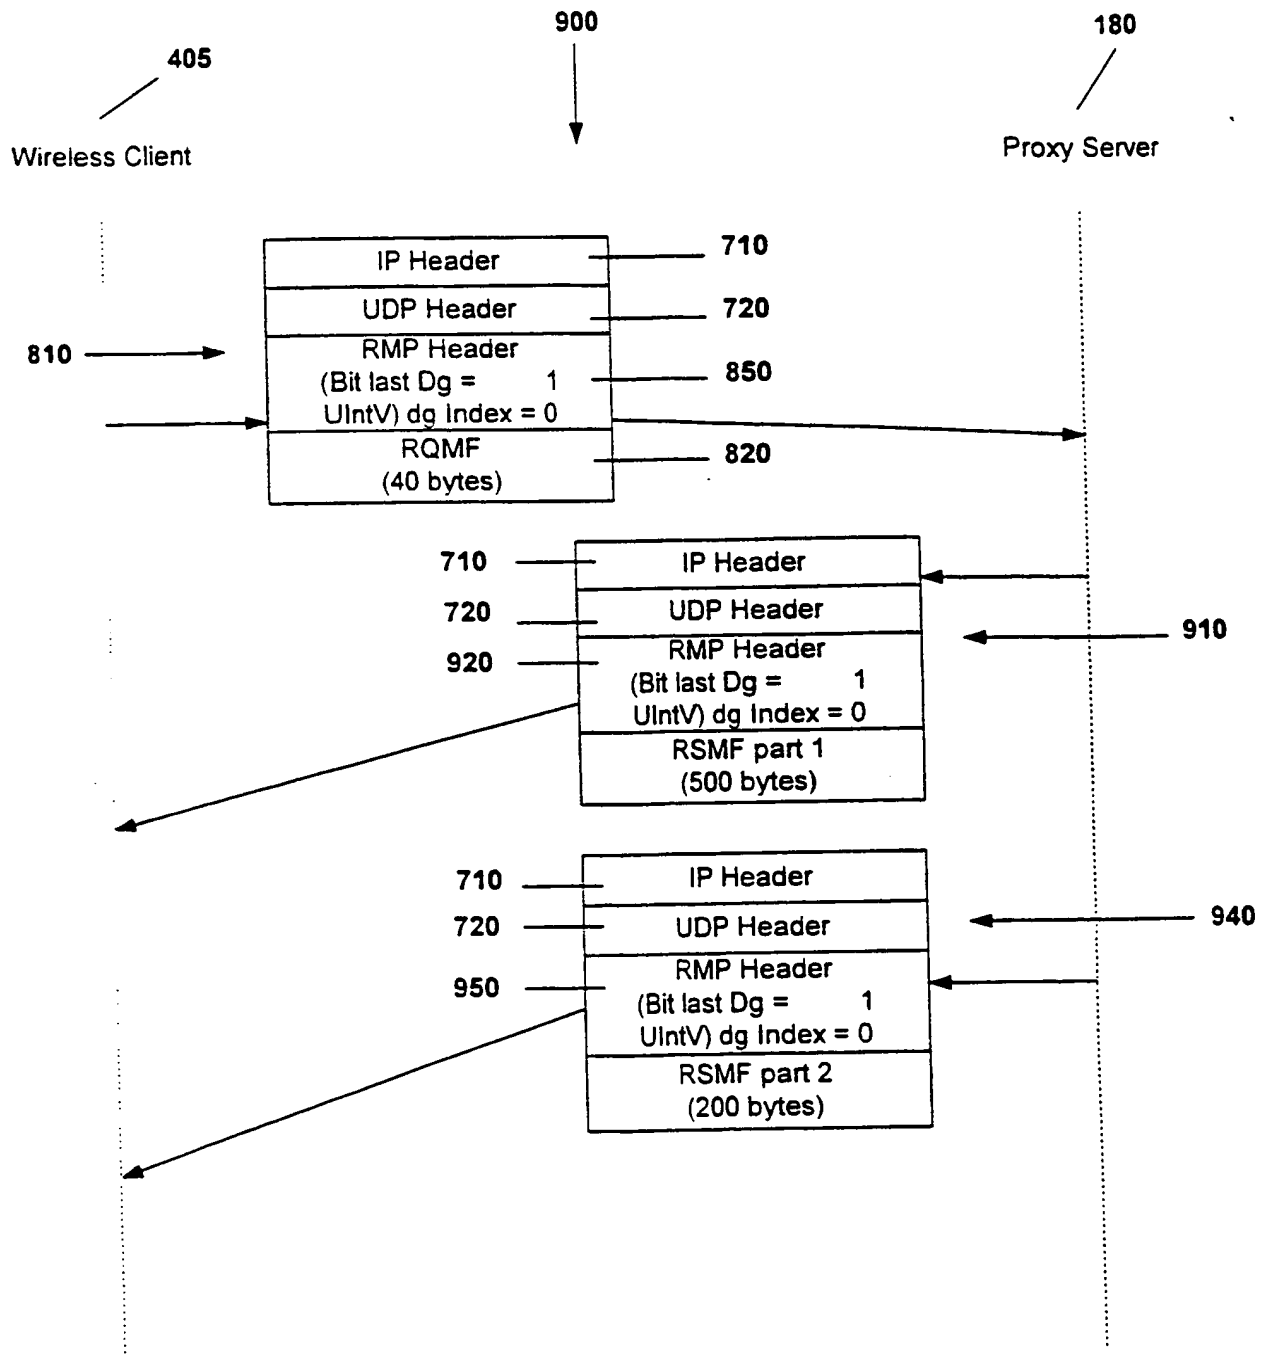 900
180
405
Wireless Client
Proxy Server
IP Header
710
UDP Header
720
810
RMP Header
(Bit last Dg = 1
UIntV) dg Index = 0
850
RQMF
(40 bytes)
820
710
IP Header
720
UDP Header
910
920
RMP Header
(Bit last Dg = 1
UIntV) dg Index = 0
RSMF part 1
(500 bytes)
710
IP Header
720
UDP Header
940
950
RMP Header
(Bit last Dg = 1
UIntV) dg Index = 0
RSMF part 2
(200 bytes)